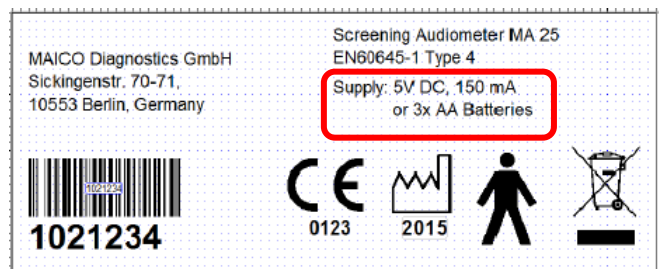 MAICO Diagnostics GmbH
Sickingenstr. 70-71,
10553 Berlin, Germany
Screening Audiometer MA 25
EN60645-1 Type 4
Supply: 5V DC, 150 mA
or 3x AA Batteries
1021234
1021234
CE
0123
2015